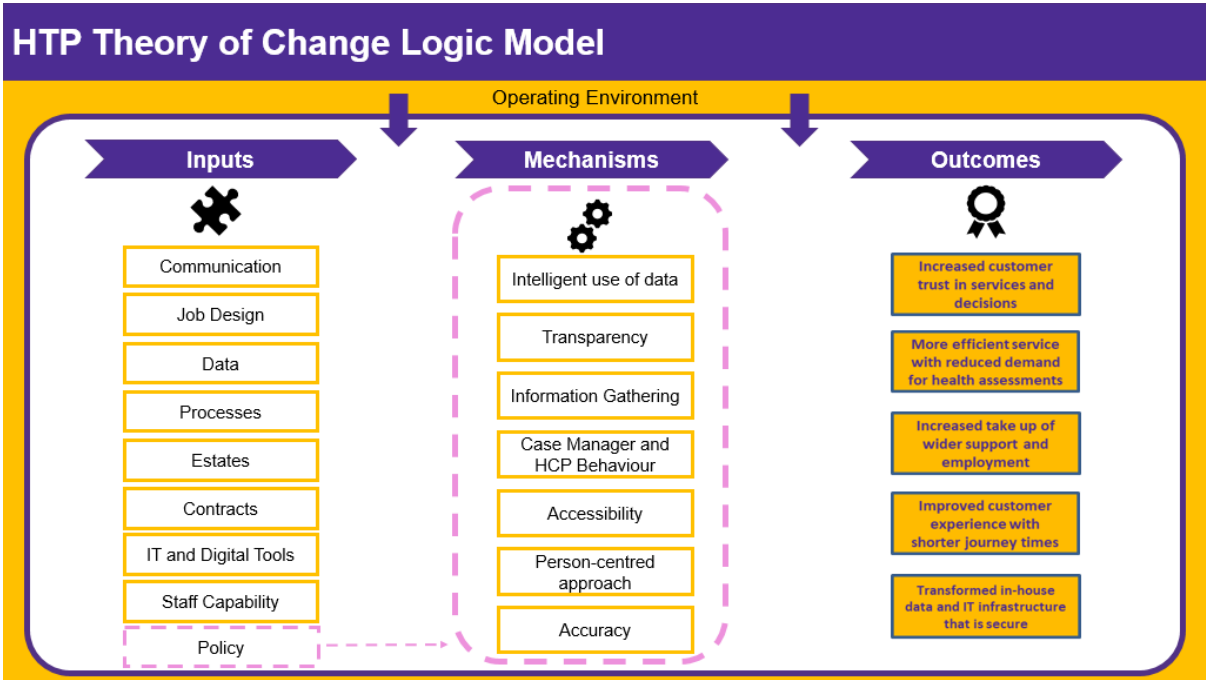 HTP Theory of Change Logic Model
Operating Environment
Inputs
Communication
Job Design
Data
Processes
Estates
Contracts
IT and Digital Tools
Staff Capability
Policy
Mechanisms
Intelligent use of data
Transparency
Information Gathering
Case Manager and
HCP Behaviour
Accessibility
Person-centred
approach
Accuracy
Outcomes
Increased customer
trust in services and
decisions
More efficient service
with reduced demand
for health assessments
Increased take up of
wider support and
employment
Improved customer
experience with
shorter journey times
Transformed in-house
data and IT infrastructure
that is secure